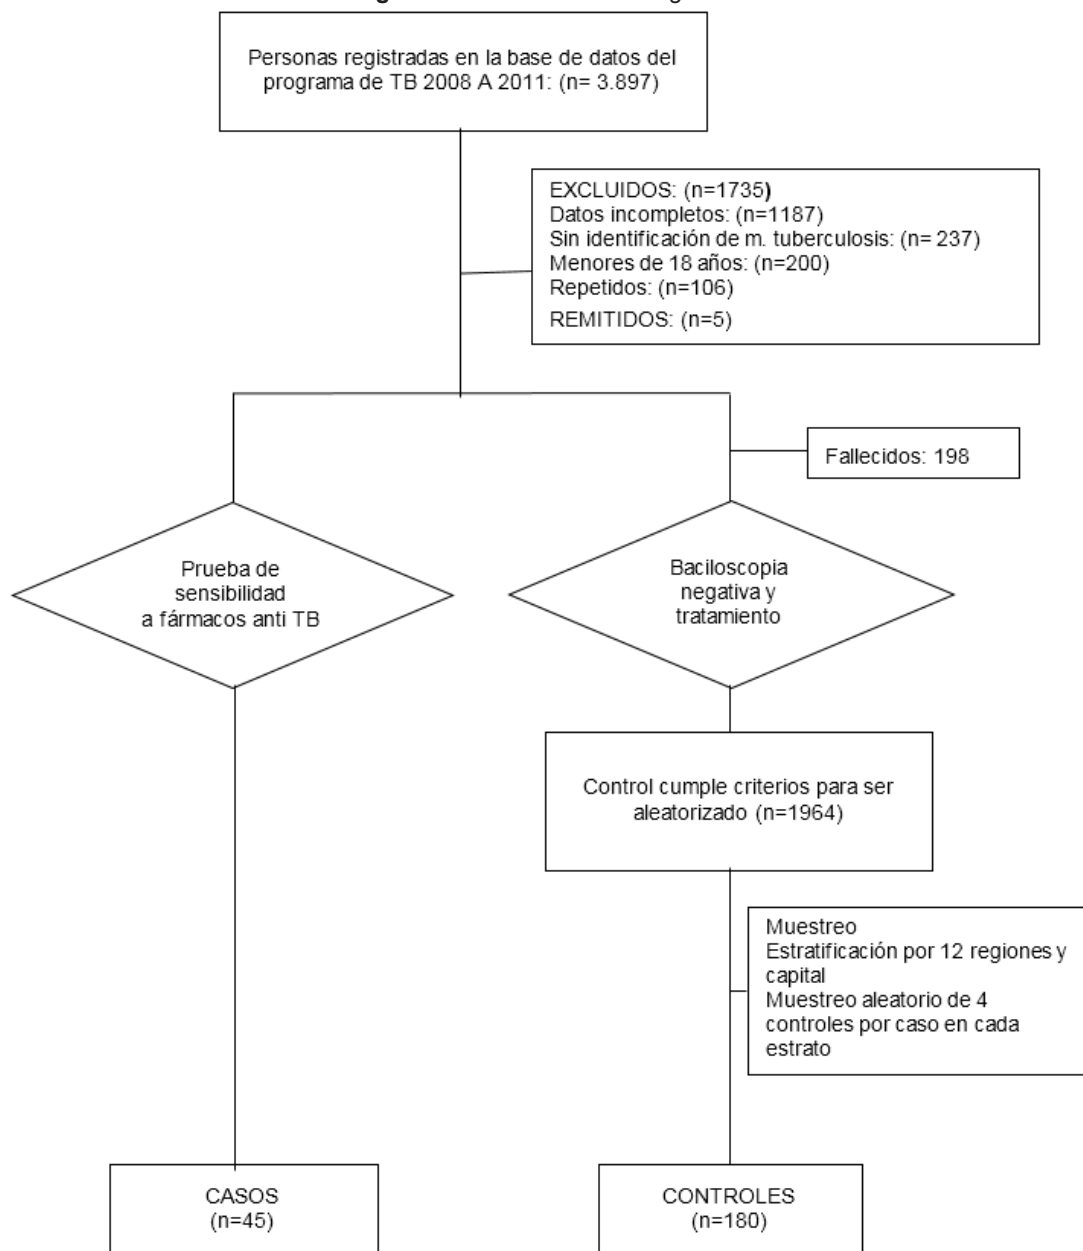 Personas registradas en la base de datos del
programa de TB 2008 A 2011: (n= 3.897)
EXCLUIDOS: (n=1735)
Datos incompletos: (n=1187)
Sin identificación de m. tuberculosis: (n= 237)
Menores de 18 años: (n=200)
Repetidos: (n=106)
REMITIDOS: (n=5)
Fallecidos: 198
Prueba de
sensibilidad
a fármacos anti TB
Baciloscopia
negativa y
tratamiento
Control cumple criterios para ser
aleatorizado (n=1964)
Muestreo
Estratificación por 12 regiones y
capital
Muestreo aleatorio de 4
controles por caso en cada
estrato
CASOS
(n=45)
CONTROLES
(n=180)